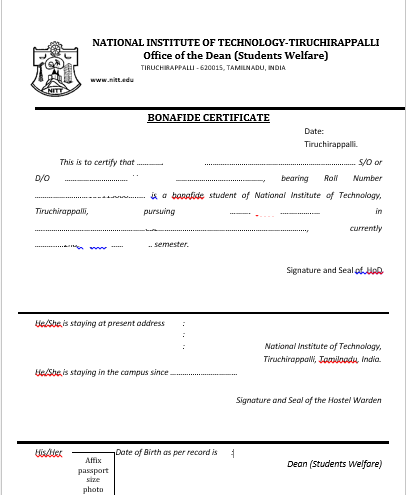 NATIONAL INSTITUTE OF TECHNOLOGY-TIRUCHIRAPPALLI
Office of the Dean (Students Welfare)
TIRUCHIRAPPALLI - 620015, TAMILNADU, INDIA
NITT
www.nitt.edu
BONAFIDE CERTIFICATE
Date:
Tiruchirappalli.
This is to certify that ............, ........................................................................ S/O or
D/O ............................. ............................................., bearing Roll Number
.................................................. is a bonafide student of National Institute of Technology,
Tiruchirappalli, pursuing .......... .................. in
............................................................................................................................, currently
.................... ...... .. semester.
Signature and Seal of HoD
He/She is staying at present address :
:
:
National Institute of Technology,
Tiruchirappalli, Tamilnadu, India.
He/She is staying in the campus since ................................
Signature and Seal of the Hostel Warden
His/Her Date of Birth as per record is :
Affix
passport
size
photo
Dean (Students Welfare)